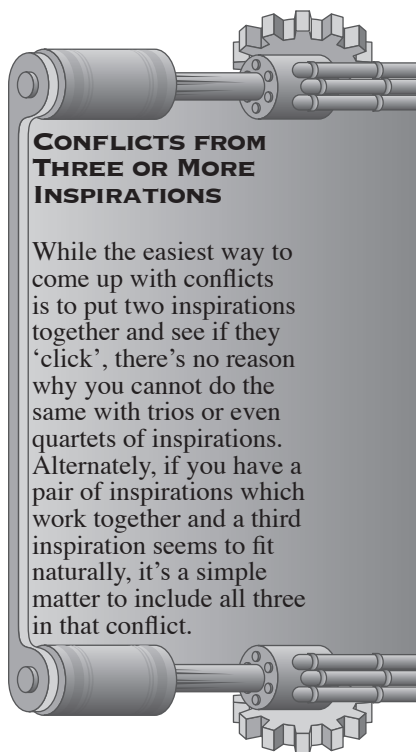 CONFLICTS FROM
THREE OR MORE
INSPIRATIONS
While the easiest way to
come up with conflicts
is to put two inspirations
together and see if they
‘click’, there’s no reason
why you cannot do the
same with trios or even
quartets of inspirations.
Alternately, if you have a
pair of inspirations which
work together and a third
inspiration seems to fit
naturally, it’s a simple
matter to include all three
in that conflict.